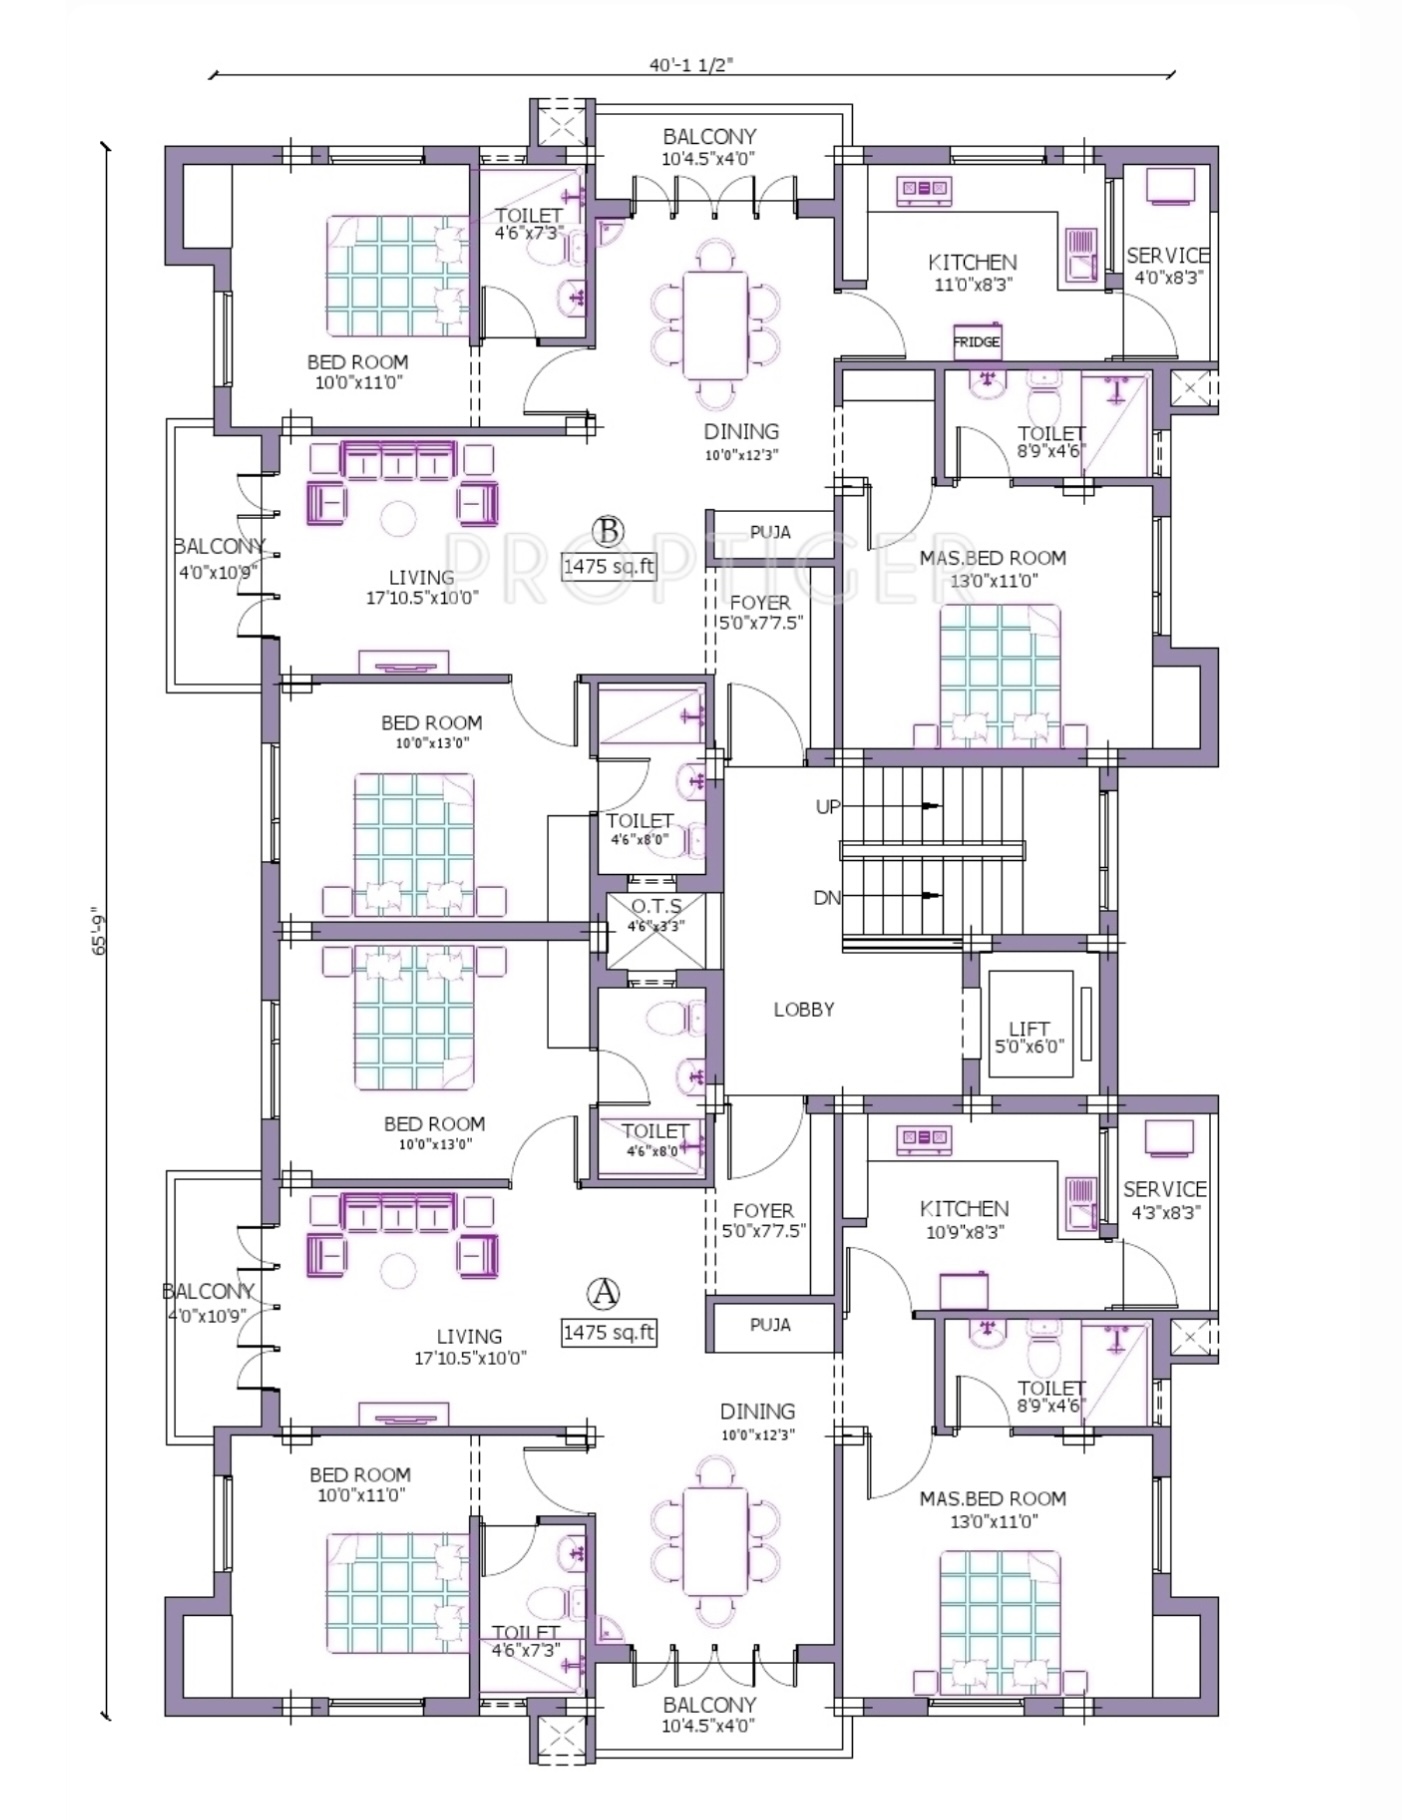 40'-1 1/2"
BALCONY
10'4.5"x4'0"
TOILET
4'6"x7'3"
KITCHEN
11'0"x8'3"
SERVICE
4'0"x8'3"
FRIDGE
BED ROOM
10'0"x11'0"
DINING
10'0"x12'3"
TOILET
8'9"x4'6"
BALCONY
4'0"x10'9"
LIVING
17'10.5"x10'0"
B
1475 sq.ft
PROPTIGER
PUJA
FOYER
5'0"x7'7.5"
MAS.BED ROOM
13'0"x11'0"
BED ROOM
10'0"x13'0"
TOILET
4'6"x8'0"
UP
DN
65'-9"
O.T.S
4'6"x3'3"
LOBBY
LIFT
5'0"x6'0"
BED ROOM
10'0"x13'0"
TOILET
4'6"x8'0
FOYER
5'0"x7'7.5"
KITCHEN
10'9"x8'3"
SERVICE
4'3"x8'3"
BALCONY
4'0"x10'9"
LIVING
17'10.5"x10'0"
A
1475 sq.ft
PUJA
DINING
10'0"x12'3"
TOILET
8'9"x4'6"
BED ROOM
10'0"x11'0"
MAS.BED ROOM
13'0"x11'0"
TOILET
4'6"x7'3"
BALCONY
10'4.5"x4'0"